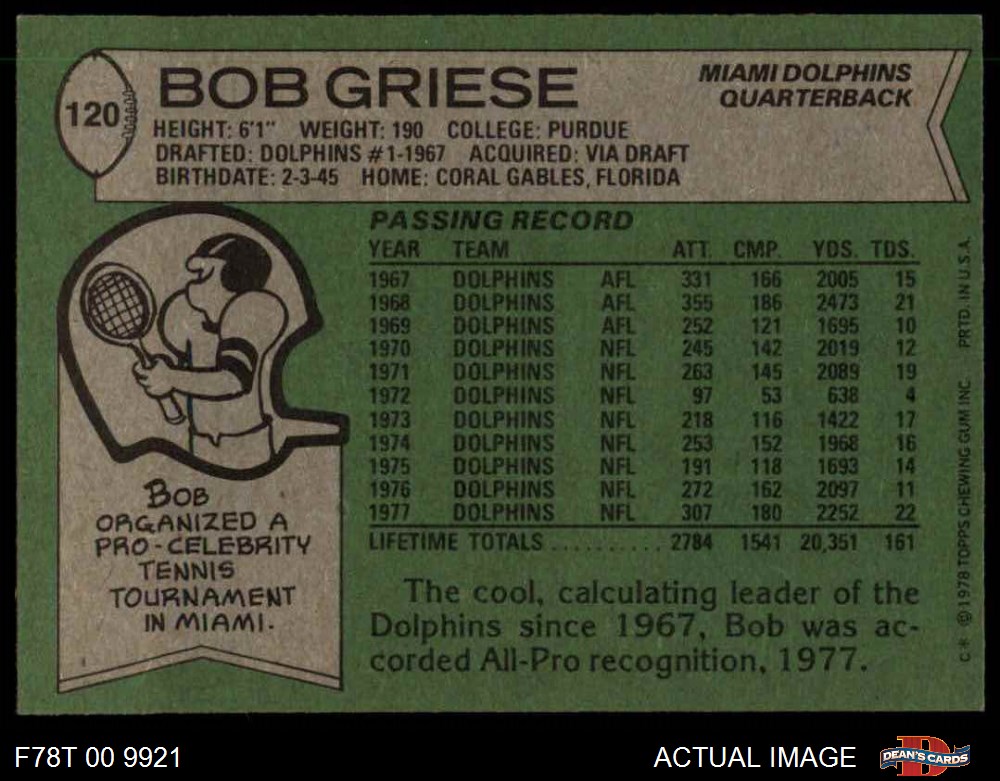 120
BOB GRIESE
MIAMI DOLPHINS
QUARTERBACK
HEIGHT: 6'1" WEIGHT: 190 COLLEGE: PURDUE
DRAFTED: DOLPHINS #1-1967 ACQUIRED: VIA DRAFT
BIRTHDATE: 2-3-45 HOME: CORAL GABLES, FLORIDA
PASSING RECORD
YEAR TEAM ATT. CMP. YDS. TDS.
1967 DOLPHINS AFL 331 166 2005 15
1968 DOLPHINS AFL 355 186 2473 21
1969 DOLPHINS AFL 252 121 1695 10
1970 DOLPHINS NFL 245 142 2019 12
1971 DOLPHINS NFL 263 145 2089 19
1972 DOLPHINS NFL 97 53 638 4
1973 DOLPHINS NFL 218 116 1422 17
1974 DOLPHINS NFL 253 152 1968 16
1975 DOLPHINS NFL 191 118 1693 14
1976 DOLPHINS NFL 272 162 2097 11
1977 DOLPHINS NFL 307 180 2252 22
LIFETIME TOTALS .......... 2784 1541 20,351 161
BOB
ORGANIZED A
PRO-CELEBRITY
TENNIS
TOURNAMENT
IN MIAMI.
The cool, calculating leader of the
Dolphins since 1967, Bob was ac-
corded All-Pro recognition, 1977.
C* ©1978 TOPPS CHEWING GUM INC PRTD. IN U.S.A.
F78T 00 9921
ACTUAL IMAGE
DEAN'S CARDS